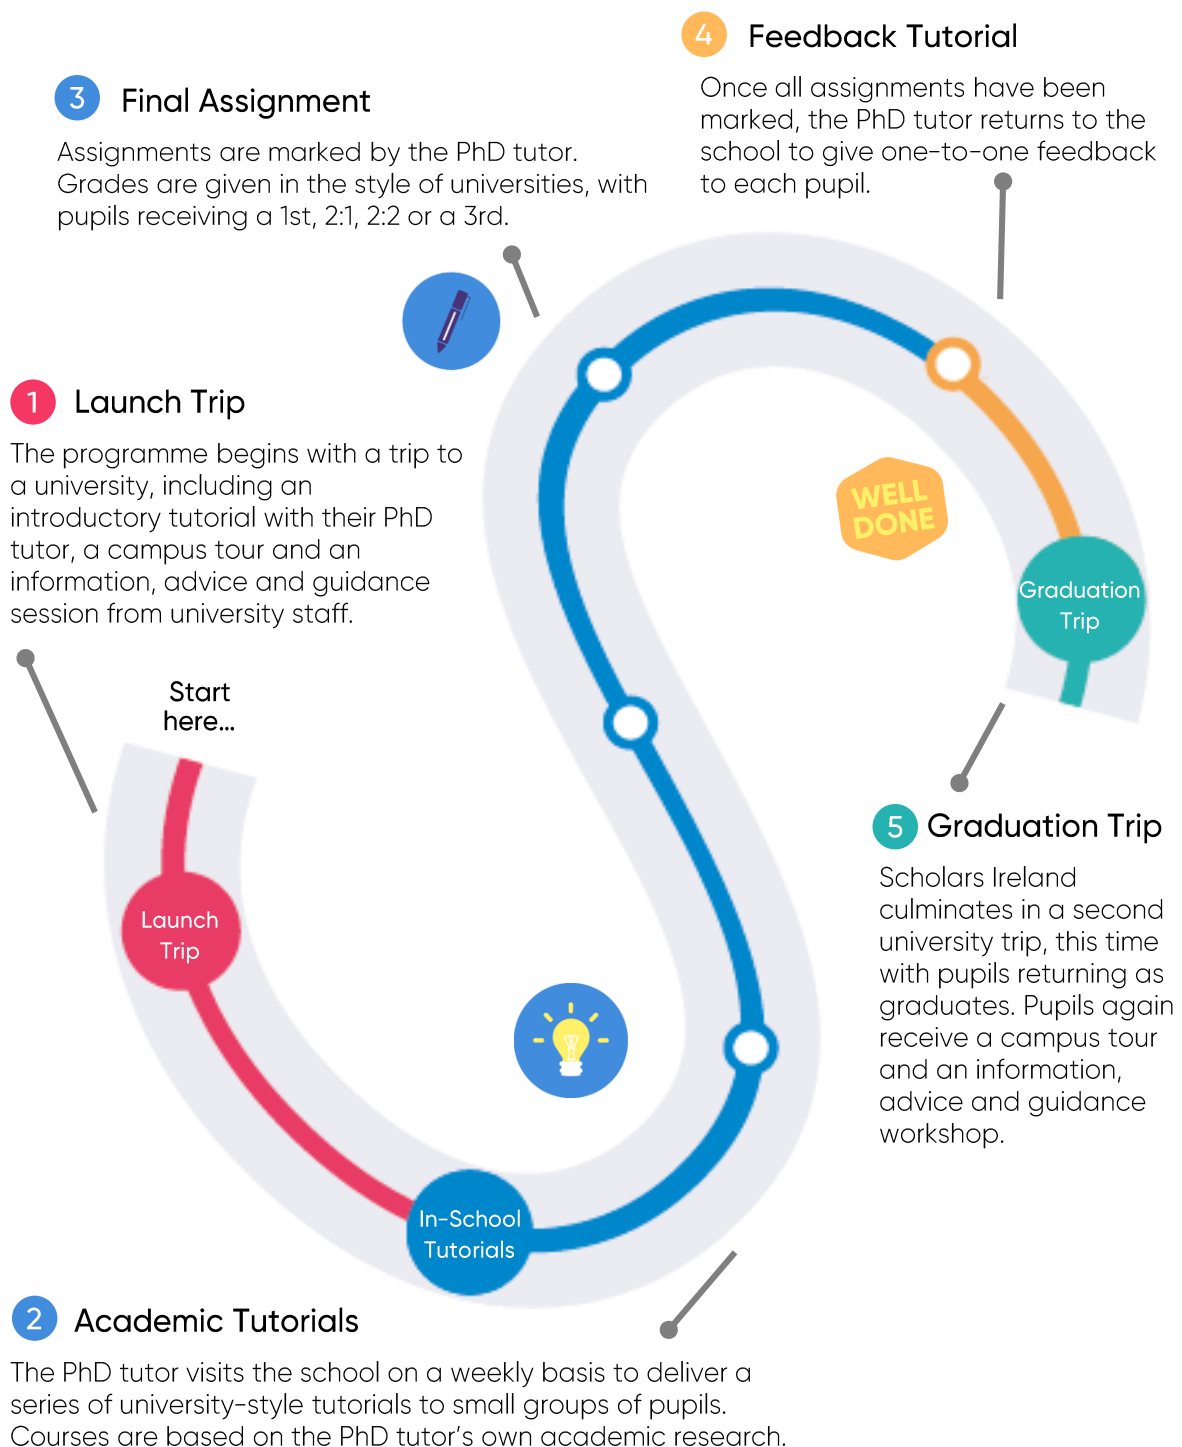 4 Feedback Tutorial
Once all assignments have been
marked, the PhD tutor returns to the
school to give one-to-one feedback
to each pupil.
3 Final Assignment
Assignments are marked by the PhD tutor.
Grades are given in the style of universities, with
pupils receiving a 1st, 2:1, 2:2 or a 3rd.
1 Launch Trip
The programme begins with a trip to
a university, including an
introductory tutorial with their PhD
tutor, a campus tour and an
information, advice and guidance
session from university staff.
WELL
DONE
Graduation
Trip
Start
here...
Launch
Trip
5 Graduation Trip
Scholars Ireland
culminates in a second
university trip, this time
with pupils returning as
graduates. Pupils again
receive a campus tour
and an information,
advice and guidance
workshop.
In-School
Tutorials
2 Academic Tutorials
The PhD tutor visits the school on a weekly basis to deliver a
series of university-style tutorials to small groups of pupils.
Courses are based on the PhD tutor's own academic research.